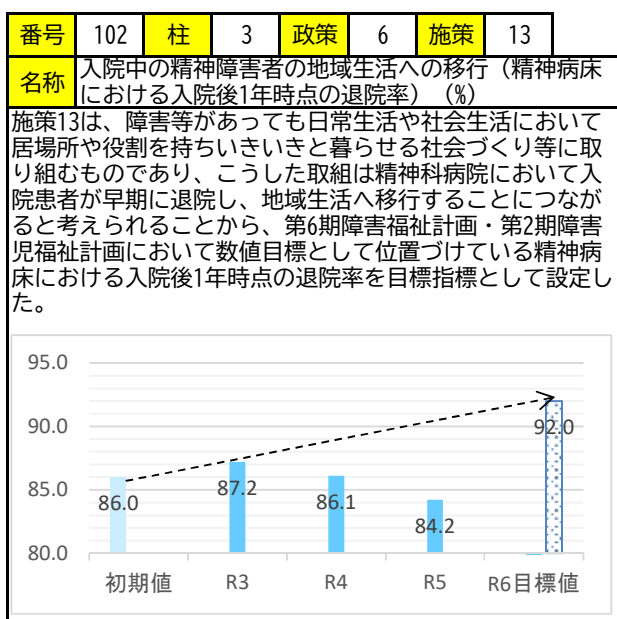 番号 102 柱 3 政策 6 施策 13
名称 入院中の精神障害者の地域生活への移行（精神病床
における入院後1年時点の退院率）（%）
施策13は、障害等があっても日常生活や社会生活において
居場所や役割を持ちいきいきと暮らせる社会づくり等に取
り組むものであり、こうした取組は精神科病院において入
院患者が早期に退院し、地域生活へ移行することにつなが
ると考えられることから、第6期障害福祉計画・第2期障害
児福祉計画において数値目標として位置づけている精神病
床における入院後1年時点の退院率を目標指標として設定し
た。
95.0
90.0
85.0
80.0
86.0
87.2
86.1
84.2
92.0
初期値 R3 R4 R5 R6目標値